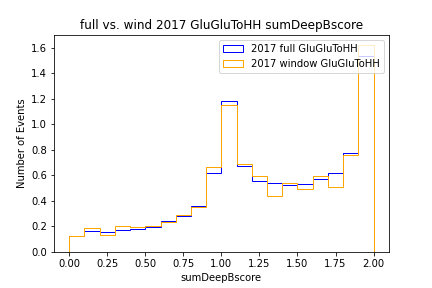 full vs. wind 2017 GluGluToHH sumDeepBscore
2017 full GluGluToHH
2017 window GluGluToHH
Number of Events
1.6
1.4
1.2
1.0
0.8
0.6
0.4
0.2
0.0
0.00 0.25 0.50 0.75 1.00 1.25 1.50 1.75 2.00
sumDeepBscore